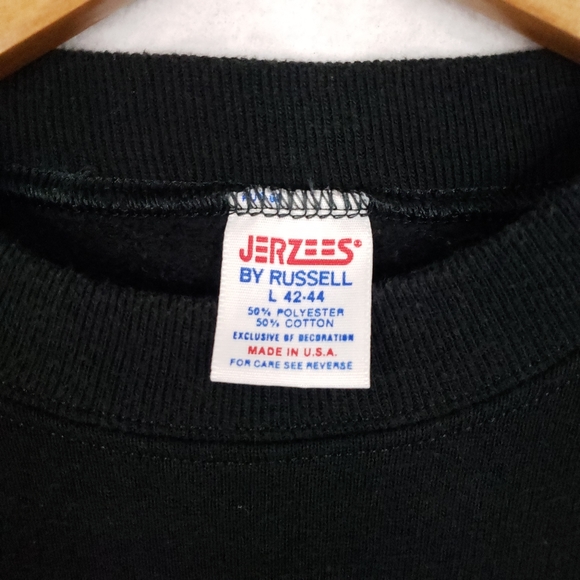 JERZEES®
BY RUSSELL
L 42-44
50% POLYESTER
50% COTTON
EXCLUSIVE OF DECORATION
MADE IN U.S.A.
FOR CARE SEE REVERSE